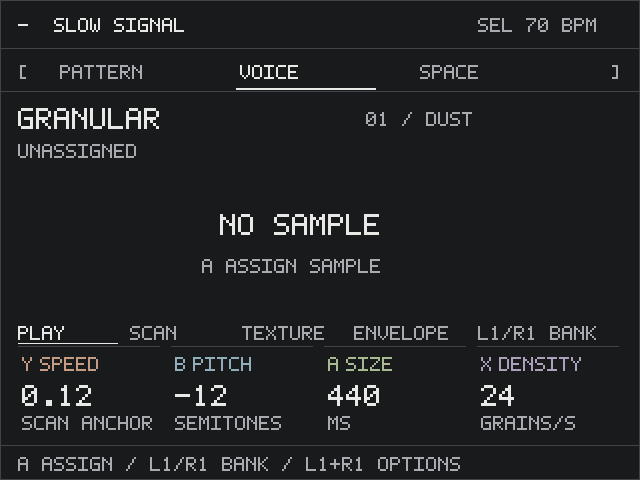 – SLOW SIGNAL SEL 70 BPM
[ PATTERN VOICE SPACE ]
GRANULAR 01 / DUST
UNASSIGNED
NO SAMPLE
A ASSIGN SAMPLE
PLAY SCAN TEXTURE ENVELOPE L1/R1 BANK
Y SPEED B PITCH A SIZE X DENSITY
0.12 -12 440 24
SCAN ANCHOR SEMITONES MS GRAINS/S
A ASSIGN / L1/R1 BANK / L1+R1 OPTIONS